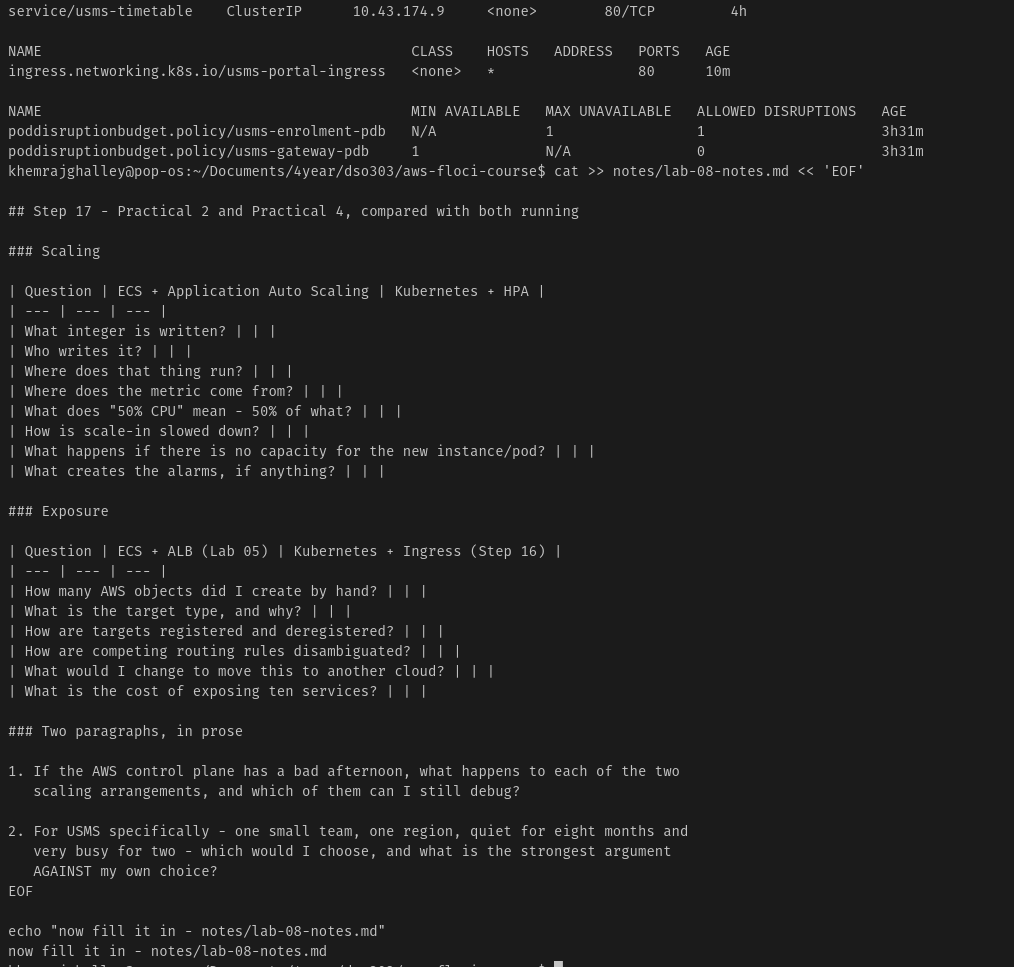 service/usms-timetable    ClusterIP      10.43.174.9     <none>        80/TCP         4h
NAME                                            CLASS    HOSTS   ADDRESS   PORTS   AGE
ingress.networking.k8s.io/usms-portal-ingress   <none>   *                 80      10m
NAME                                            MIN AVAILABLE   MAX UNAVAILABLE   ALLOWED DISRUPTIONS   AGE
poddisruptionbudget.policy/usms-enrolment-pdb   N/A             1                 1                     3h31m
poddisruptionbudget.policy/usms-gateway-pdb     1               N/A               0                     3h31m
khemrajghalley@pop-os:~/Documents/4year/dso303/aws-floci-course$ cat >> notes/lab-08-notes.md << 'EOF'
## Step 17 - Practical 2 and Practical 4, compared with both running
### Scaling
| Question | ECS + Application Auto Scaling | Kubernetes + HPA |
| --- | --- | --- |
| What integer is written? | | |
| Who writes it? | | |
| Where does that thing run? | | |
| Where does the metric come from? | | |
| What does "50% CPU" mean - 50% of what? | | |
| How is scale-in slowed down? | | |
| What happens if there is no capacity for the new instance/pod? | | |
| What creates the alarms, if anything? | | |
### Exposure
| Question | ECS + ALB (Lab 05) | Kubernetes + Ingress (Step 16) |
| --- | --- | --- |
| How many AWS objects did I create by hand? | | |
| What is the target type, and why? | | |
| How are targets registered and deregistered? | | |
| How are competing routing rules disambiguated? | | |
| What would I change to move this to another cloud? | | |
| What is the cost of exposing ten services? | | |
### Two paragraphs, in prose
1. If the AWS control plane has a bad afternoon, what happens to each of the two
   scaling arrangements, and which of them can I still debug?
2. For USMS specifically - one small team, one region, quiet for eight months and
   very busy for two - which would I choose, and what is the strongest argument
   AGAINST my own choice?
EOF
echo "now fill it in - notes/lab-08-notes.md"
now fill it in - notes/lab-08-notes.md